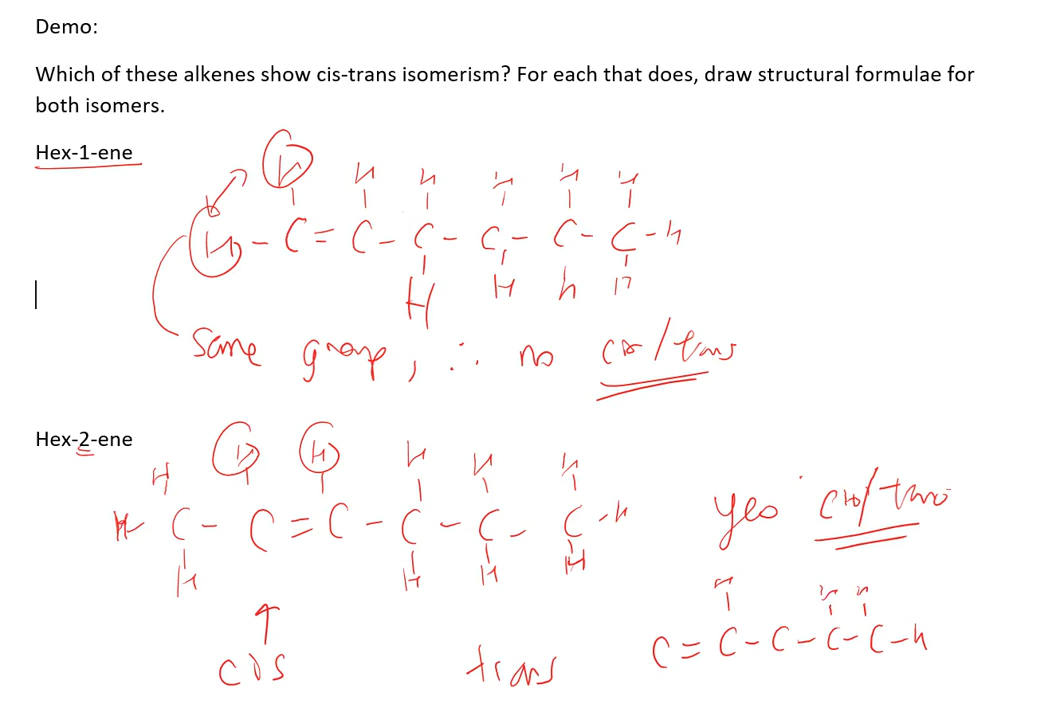 Demo:
Which of these alkenes show cis-trans isomerism? For each that does, draw structural formulae for
both isomers.
Hex-1-ene
H H H H H H
H - C = C - C - C - C - C - H
H H H H
Same group, ∴ no cis/trans
Hex-2-ene
H H H H H H
H - C - C = C - C - C - C - H
H H H H
yes cis/trans
H H H
C = C - C - C - C - H
cis trans